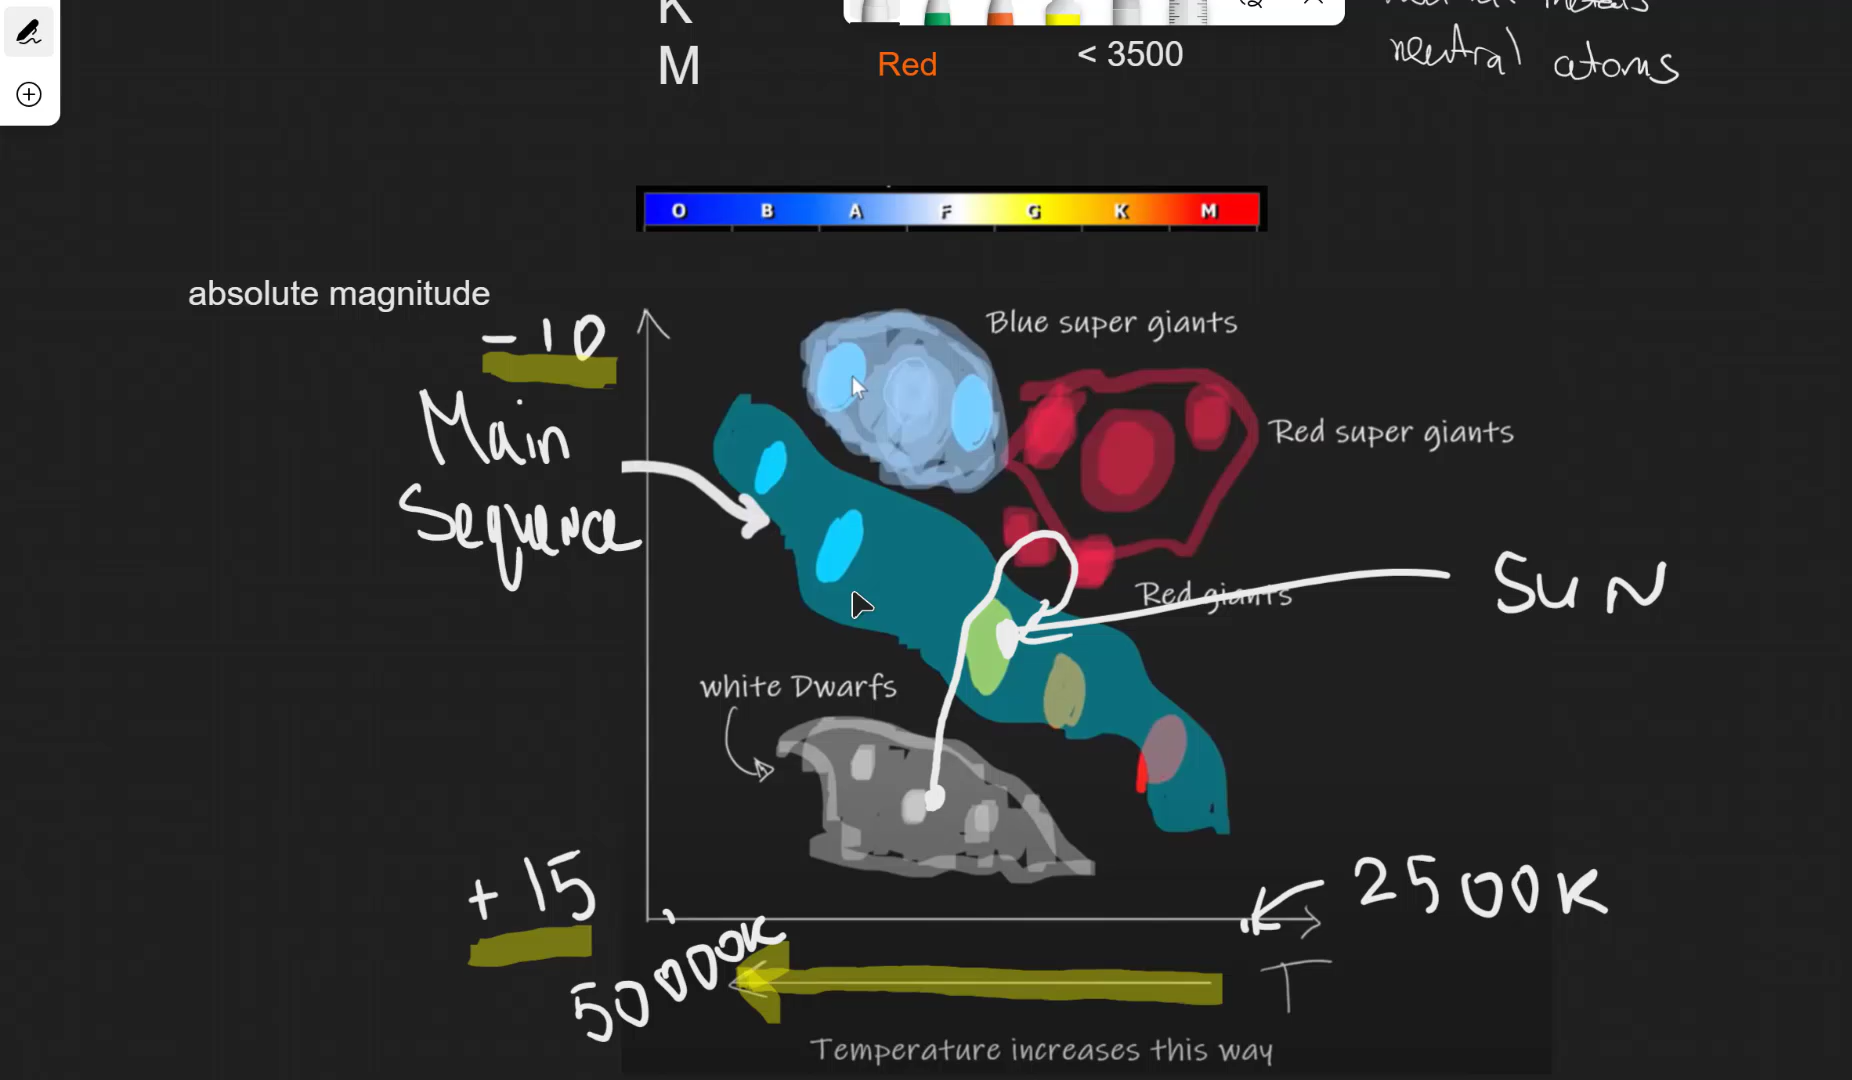 K
M
Red
< 3500
neutral atoms
O B A F G K M
absolute magnitude
- 10
Blue super giants
Main
Sequence
Red super giants
SUN
Red giants
white Dwarfs
+ 15
2500K
50000K
T
Temperature increases this way